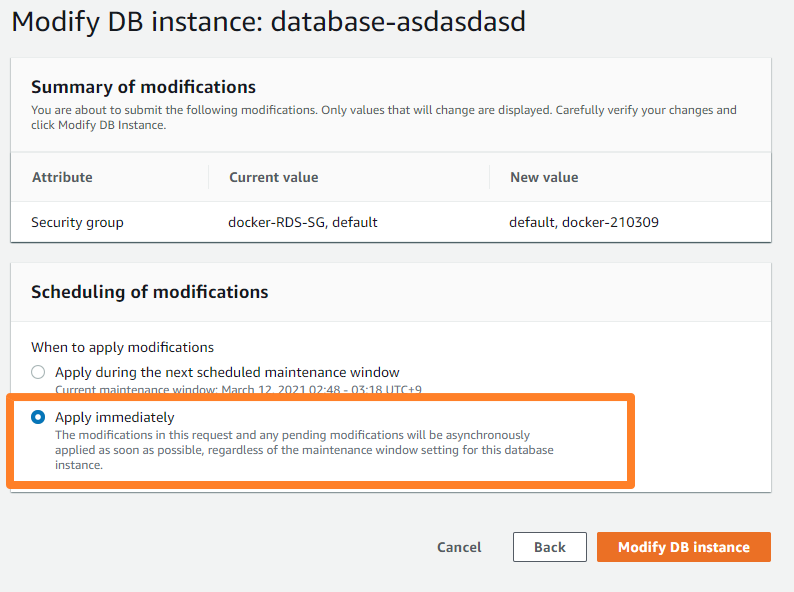 Modify DB instance: database-asdasdasd
Summary of modifications
You are about to submit the following modifications. Only values that will change are displayed. Carefully verify your changes and
click Modify DB Instance.
Attribute Current value New value
Security group docker-RDS-SG, default default, docker-210309
Scheduling of modifications
When to apply modifications
Apply during the next scheduled maintenance window
Current maintenance window: March 12, 2021 02:48 - 03:18 UTC+9
Apply immediately
The modifications in this request and any pending modifications will be asynchronously
applied as soon as possible, regardless of the maintenance window setting for this database
instance.
Cancel Back Modify DB instance